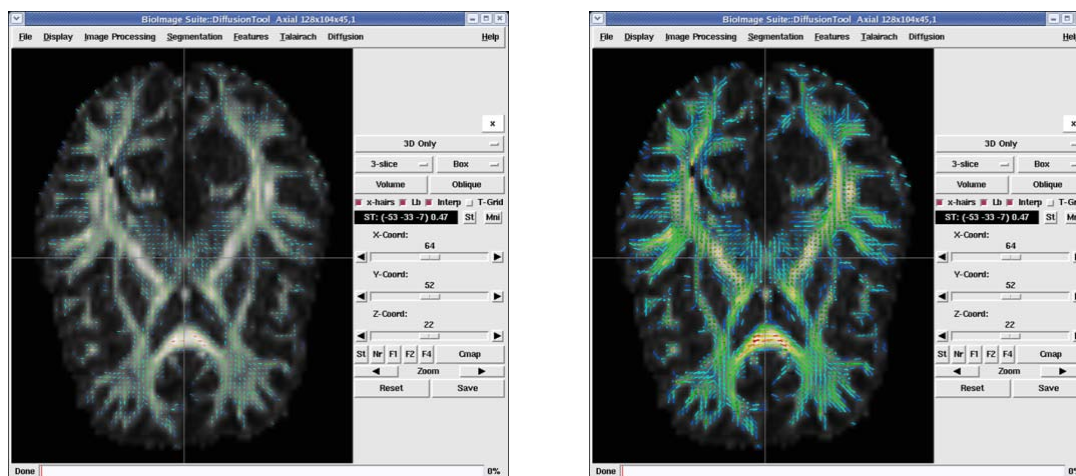 BioImage Suite::DiffusionTool Axial 128x104x45,1
File Display Image Processing Segmentation Features Talairach Diffusion Help
x
3D Only
3-slice Box
Volume Oblique
x-hairs Lb Interp T-Grid
ST: (-53 -33 -7) 0.47 St Mni
X-Coord:
64
Y-Coord:
52
Z-Coord:
22
St Nr F1 F2 F4 Cmap
Zoom
Reset Save
Done 0%
BioImage Suite::DiffusionTool Axial 128x104x45,1
File Display Image Processing Segmentation Features Talairach Diffusion Hel
x
3D Only
3-slice Box
Volume Oblique
x-hairs Lb Interp T-Gri
ST: (-53 -33 -7) 0.47 St Mni
X-Coord:
64
Y-Coord:
52
Z-Coord:
22
St Nr F1 F2 F4 Cmap
Zoom
Reset Save
Done 0%